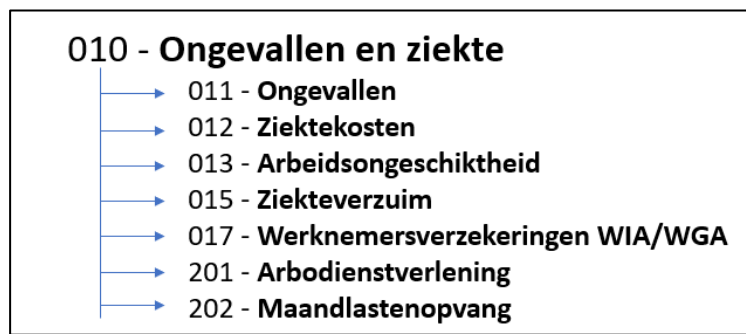 010 - Ongevallen en ziekte
011 - Ongevallen
012 - Ziektekosten
013 - Arbeidsongeschiktheid
015 - Ziekteverzuim
017 - Werknemersverzekeringen WIA/WGA
201 - Arbodienstverlening
202 - Maandlastenopvang